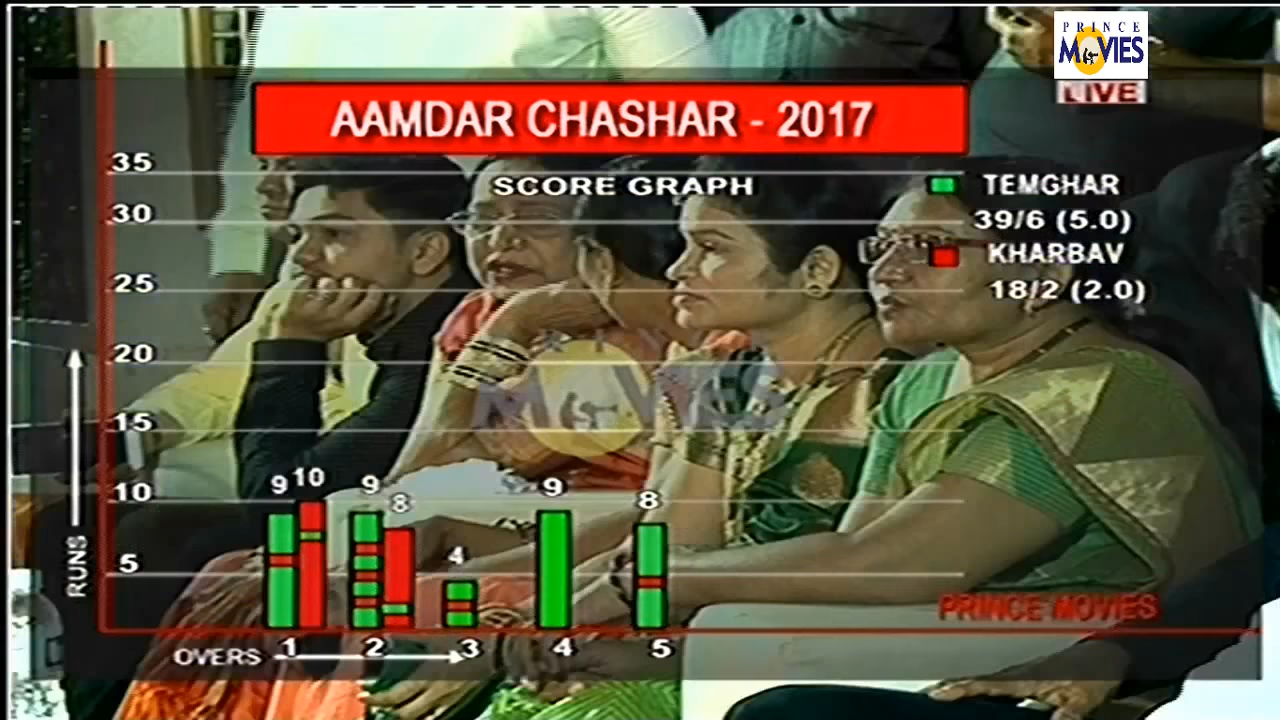 PRINCE
MOVIES
LIVE
AAMDAR CHASHAR - 2017
SCORE GRAPH
TEMGHAR
39/6 (5.0)
KHARBAV
18/2 (2.0)
35
30
25
20
15
10
5
RUNS
9 10 9 8 4 9 8
MOVIES
PRINCE MOVIES
OVERS 1 2 3 4 5